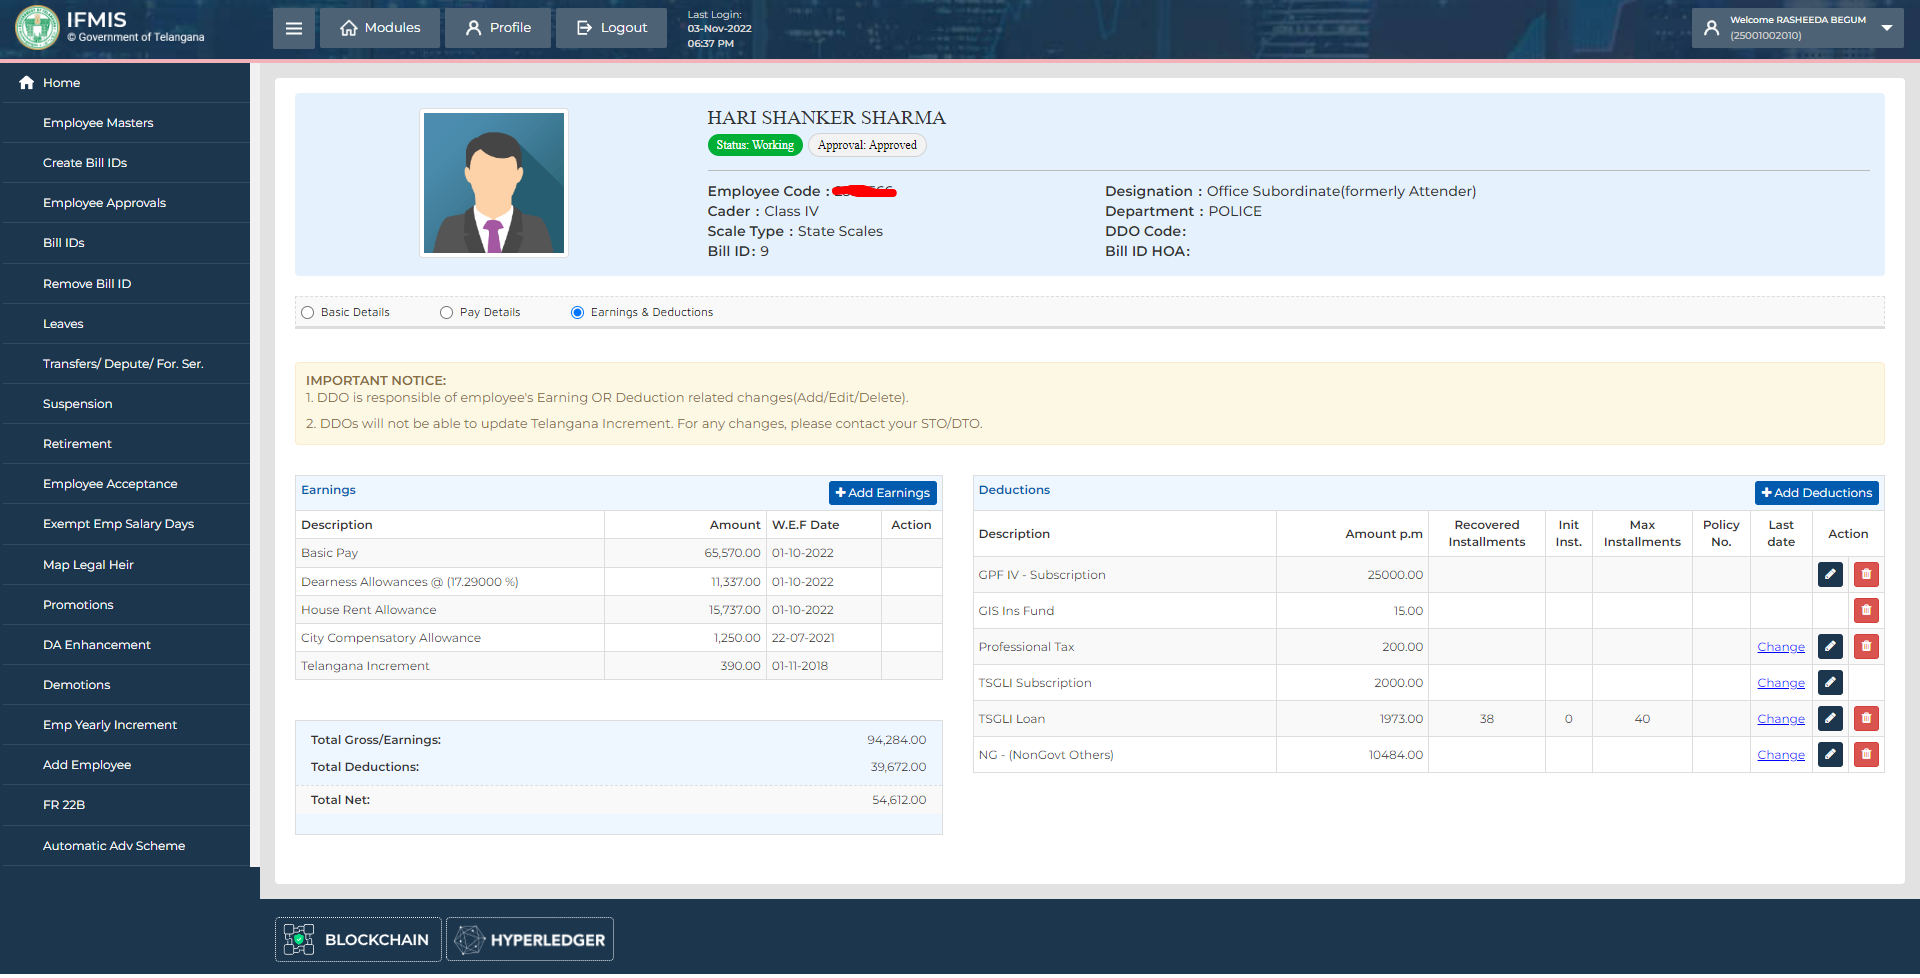 IFMIS
© Government of Telangana
Modules
Profile
Logout
Last Login:
03-Nov-2022
06:37 PM
Welcome RASHEEDA BEGUM
(25001002010)
Home
Employee Masters
Create Bill IDs
Employee Approvals
Bill IDs
Remove Bill ID
Leaves
Transfers/ Depute/ For. Ser.
Suspension
Retirement
Employee Acceptance
Exempt Emp Salary Days
Map Legal Heir
Promotions
DA Enhancement
Demotions
Emp Yearly Increment
Add Employee
FR 22B
Automatic Adv Scheme
HARI SHANKER SHARMA
Status: Working Approval: Approved
Employee Code :
Cader : Class IV
Scale Type : State Scales
Bill ID: 9
Designation : Office Subordinate(formerly Attender)
Department : POLICE
DDO Code:
Bill ID HOA:
Basic Details Pay Details Earnings & Deductions
IMPORTANT NOTICE:
1. DDO is responsible of employee's Earning OR Deduction related changes(Add/Edit/Delete).
2. DDOs will not be able to update Telangana Increment. For any changes, please contact your STO/DTO.
Earnings + Add Earnings
Description Amount W.E.F Date Action
Basic Pay 65,570.00 01-10-2022
Dearness Allowances @ (17.29000 %) 11,337.00 01-10-2022
House Rent Allowance 15,737.00 01-10-2022
City Compensatory Allowance 1,250.00 22-07-2021
Telangana Increment 390.00 01-11-2018
Total Gross/Earnings: 94,284.00
Total Deductions: 39,672.00
Total Net: 54,612.00
Deductions + Add Deductions
Description Amount p.m Recovered Installments Init Inst. Max Installments Policy No. Last date Action
GPF IV - Subscription 25000.00
GIS Ins Fund 15.00
Professional Tax 200.00 Change
TSGLI Subscription 2000.00 Change
TSGLI Loan 1973.00 38 0 40 Change
NG - (NonGovt Others) 10484.00 Change
BLOCKCHAIN
HYPERLEDGER